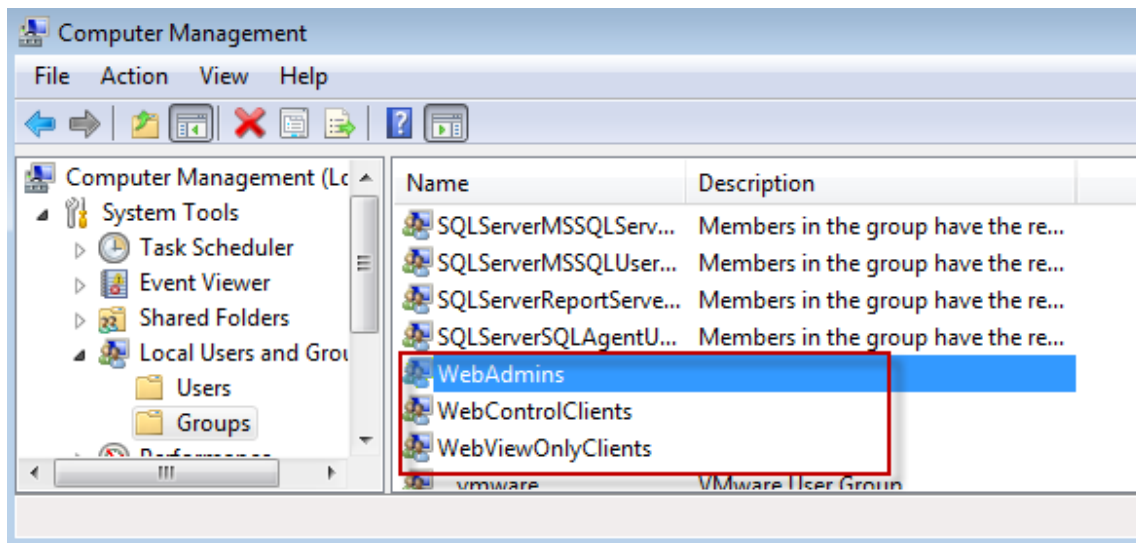 Computer Management
File Action View Help
Computer Management (Lc
System Tools
Task Scheduler
Event Viewer
Shared Folders
Local Users and Grou
Users
Groups
Performance
Name Description
SQLServerMSSQLServ... Members in the group have the re...
SQLServerMSSQLUser... Members in the group have the re...
SQLServerReportServe... Members in the group have the re...
SQLServerSQLAgentU... Members in the group have the re...
WebAdmins
WebControlClients
WebViewOnlyClients
__vmware__ VMware User Group